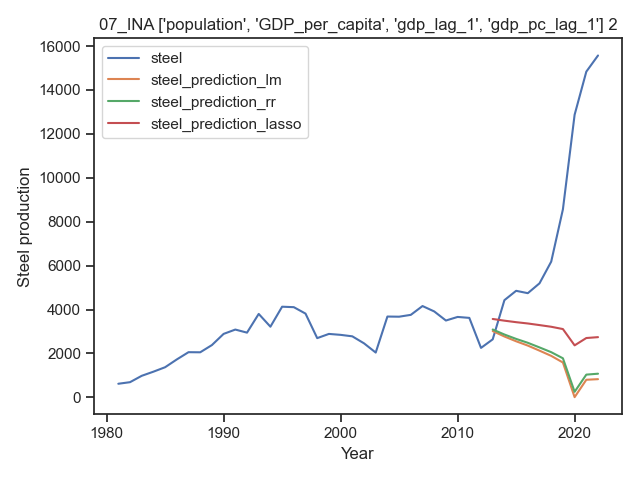 07_INA ['population', 'GDP_per_capita', 'gdp_lag_1', 'gdp_pc_lag_1'] 2
steel
steel_prediction_lm
steel_prediction_rr
steel_prediction_lasso
16000
14000
12000
10000
8000
6000
4000
2000
0
Steel production
1980
1990
2000
2010
2020
Year